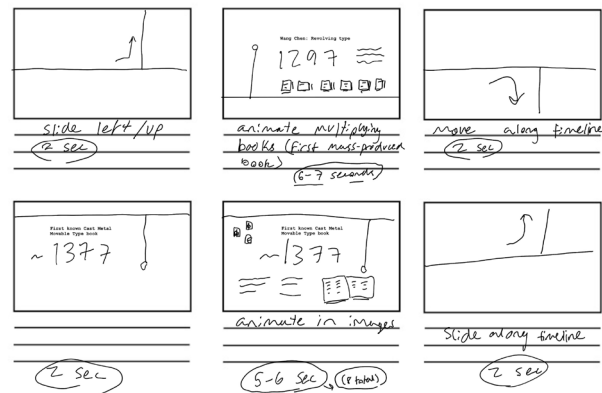 slide left/up
2 sec
Wang Chen: Revolving type
1297
animate multiplying
books (first mass-produced
book)
6-7 seconds
move along timeline
2 sec
First known Cast Metal
Movable Type book
~1377
2 sec
First known Cast Metal
Movable Type book
~1377
animate in images
5-6 sec → (8 total)
Slide along timeline
2 sec